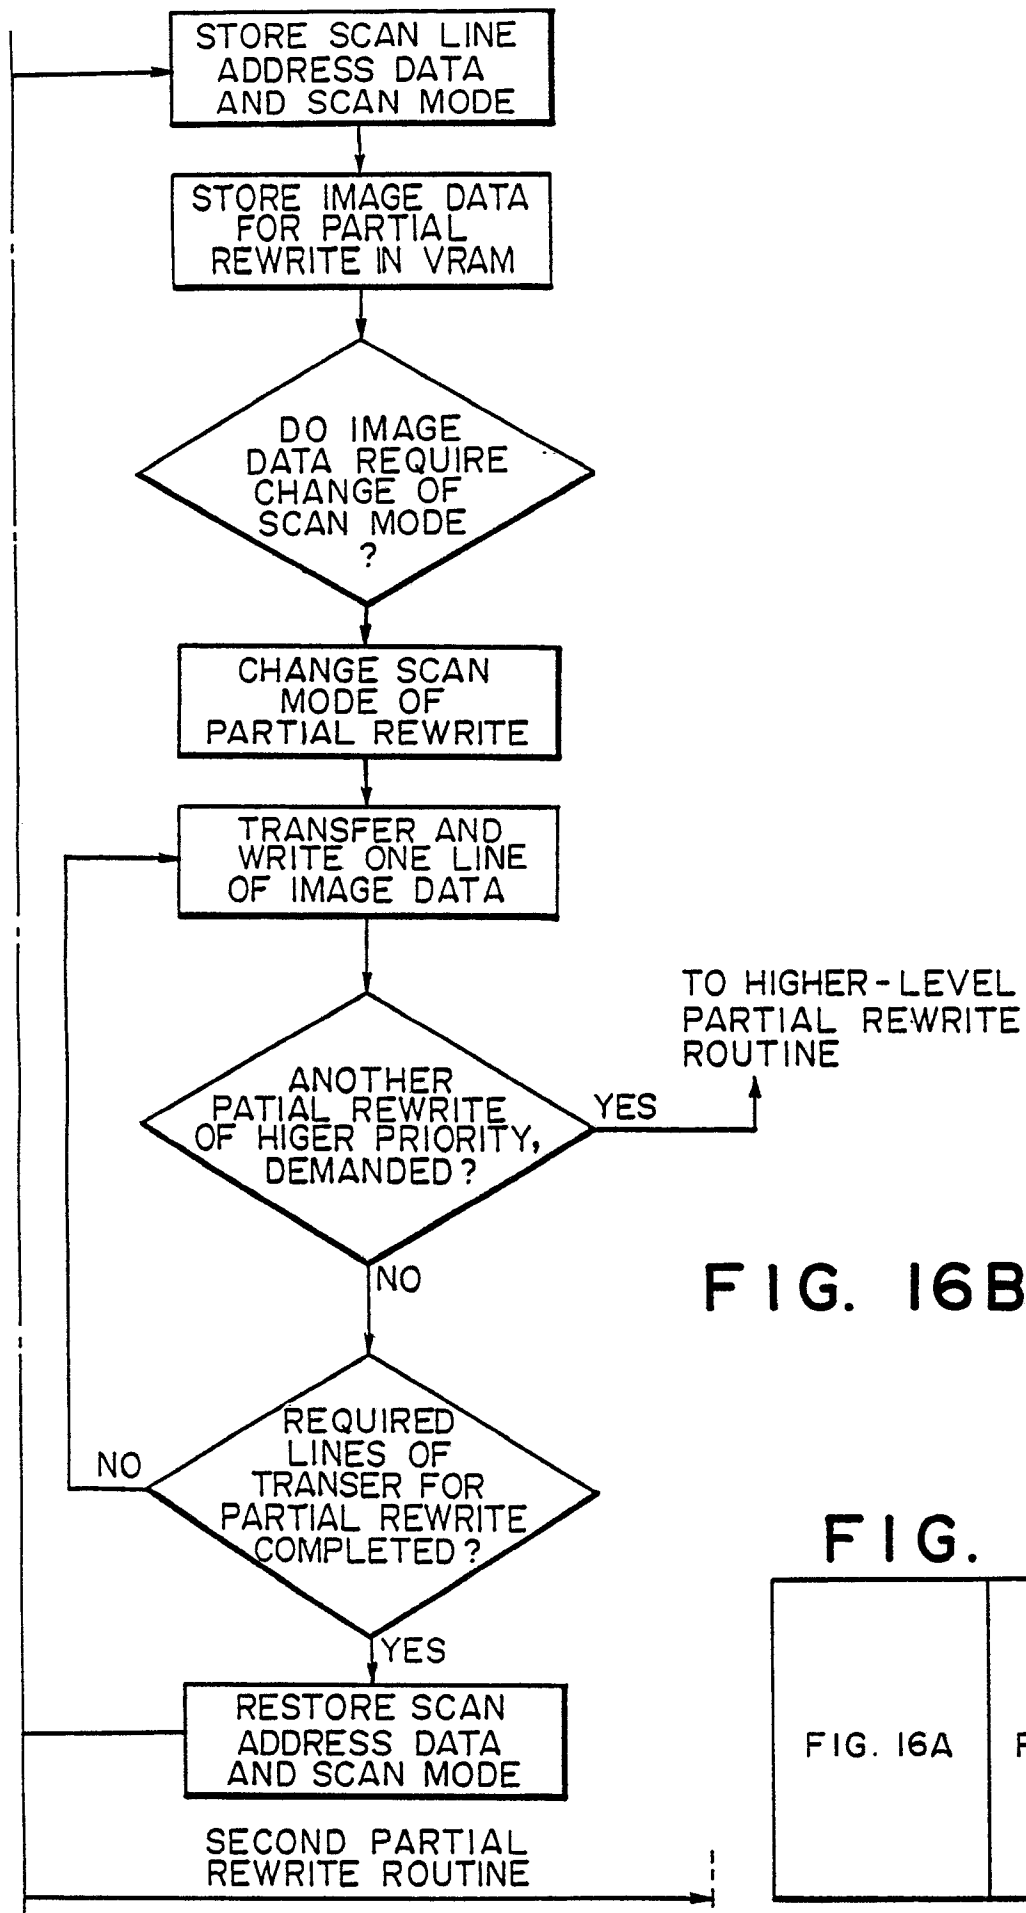 STORE SCAN LINE
ADDRESS DATA
AND SCAN MODE
STORE IMAGE DATA
FOR PARTIAL
REWRITE IN VRAM
DO IMAGE
DATA REQUIRE
CHANGE OF
SCAN MODE
?
CHANGE SCAN
MODE OF
PARTIAL REWRITE
TRANSFER AND
WRITE ONE LINE
OF IMAGE DATA
TO HIGHER-LEVEL
PARTIAL REWRITE
ROUTINE
ANOTHER
PATIAL REWRITE
OF HIGER PRIORITY,
DEMANDED?
YES
NO
FIG. 16B
REQUIRED
LINES OF
TRANSER FOR
PARTIAL REWRITE
COMPLETED?
NO
YES
FIG.
RESTORE SCAN
ADDRESS DATA
AND SCAN MODE
FIG. 16A
SECOND PARTIAL
REWRITE ROUTINE